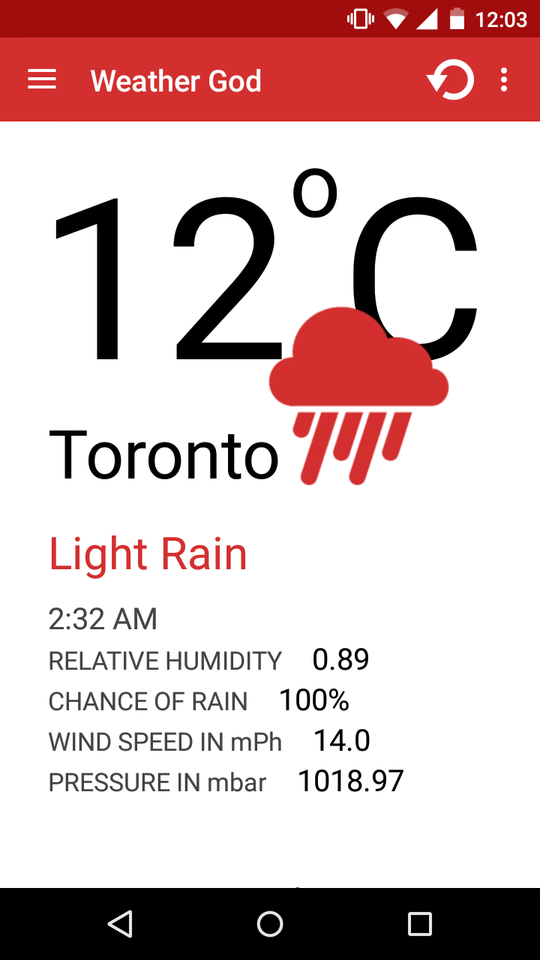 12:03
Weather God
12°C
Toronto
Light Rain
2:32 AM
RELATIVE HUMIDITY 0.89
CHANCE OF RAIN 100%
WIND SPEED IN mPh 14.0
PRESSURE IN mbar 1018.97